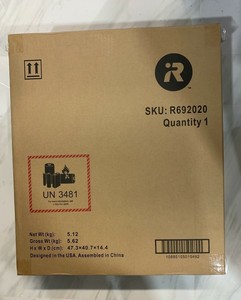 iR
SKU: R692020
Quantity 1
UN 3481
Net Wt (kg): 5.12
Gross Wt (kg): 5.62
H x W x D (cm): 47.3*40.7*14.4
Designed in the USA. Assembled in China